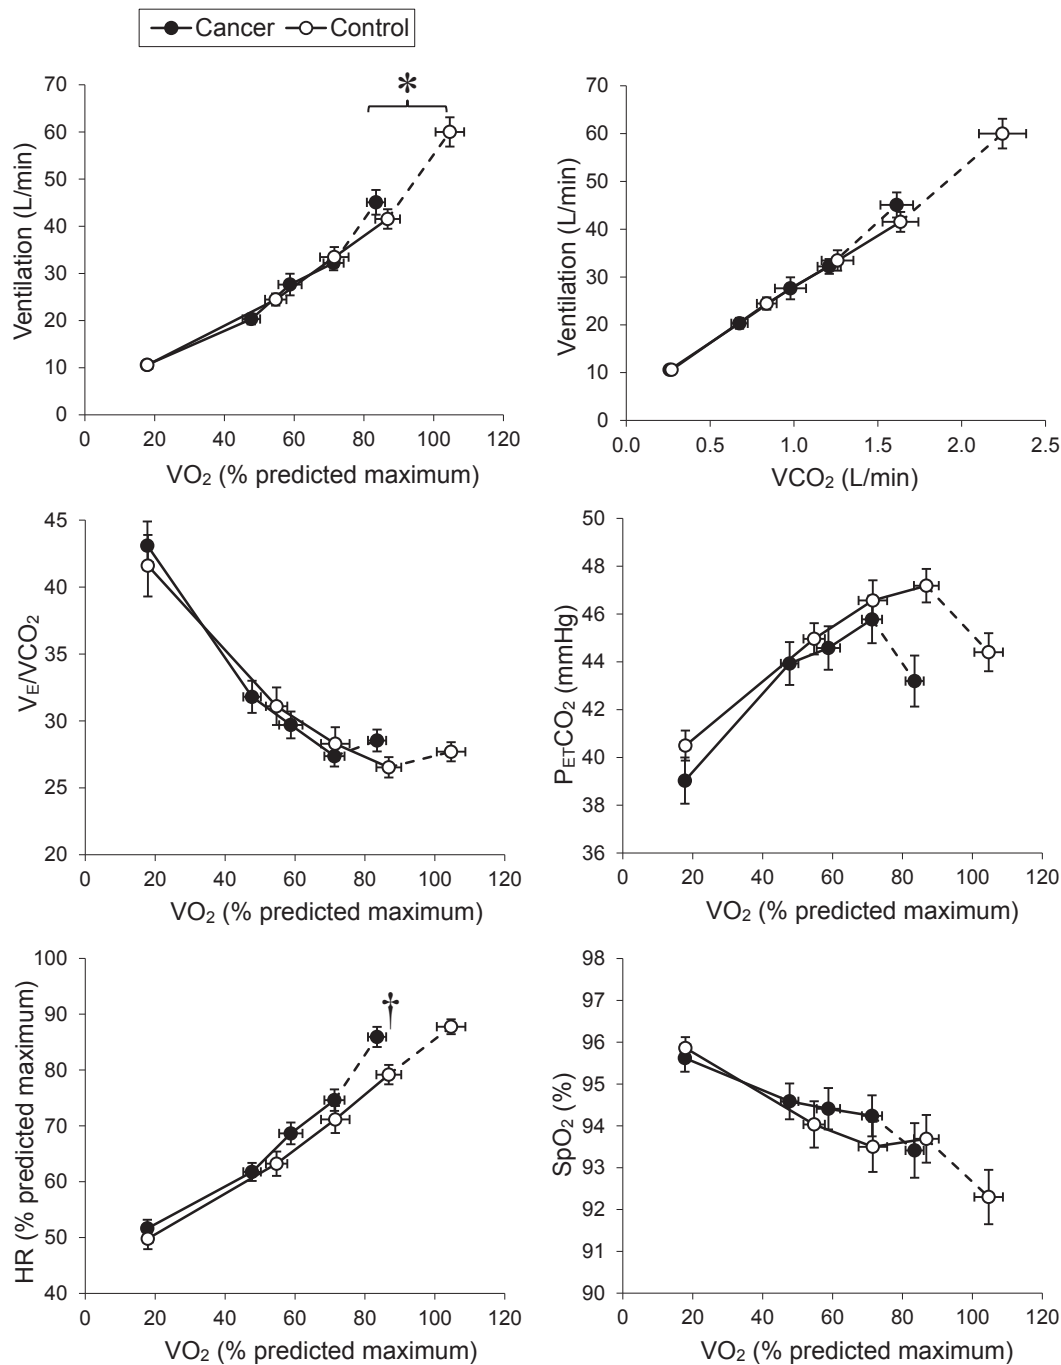 Cancer Control
*
70
60
50
40
30
20
10
0
Ventilation (L/min)
0 20 40 60 80 100 120
VO₂ (% predicted maximum)
70
60
50
40
30
20
10
0
Ventilation (L/min)
0.0 0.5 1.0 1.5 2.0 2.5
VCO₂ (L/min)
45
40
35
30
25
20
V_E/VCO₂
0 20 40 60 80 100 120
VO₂ (% predicted maximum)
50
48
46
44
42
40
38
36
P_ETCO₂ (mmHg)
0 20 40 60 80 100 120
VO₂ (% predicted maximum)
†
100
90
80
70
60
50
40
HR (% predicted maximum)
0 20 40 60 80 100 120
VO₂ (% predicted maximum)
98
97
96
95
94
93
92
91
90
SpO₂ (%)
0 20 40 60 80 100 120
VO₂ (% predicted maximum)